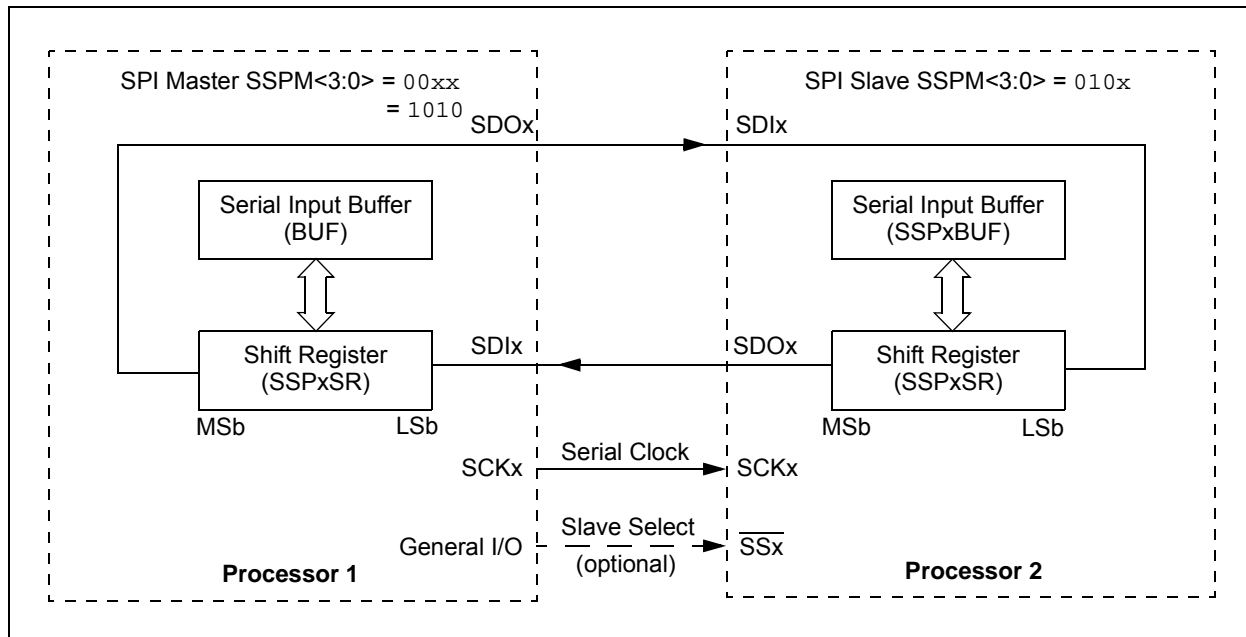 SPI Master SSPM<3:0> = 00xx
= 1010
SPI Slave SSPM<3:0> = 010x
SDOx
SDIx
Serial Input Buffer
(BUF)
Serial Input Buffer
(SSPxBUF)
Shift Register
(SSPxSR)
SDIx
SDOx
Shift Register
(SSPxSR)
MSb
LSb
MSb
LSb
SCKx
Serial Clock
SCKx
General I/O
Slave Select
(optional)
S̅S̅x̅
Processor 1
Processor 2